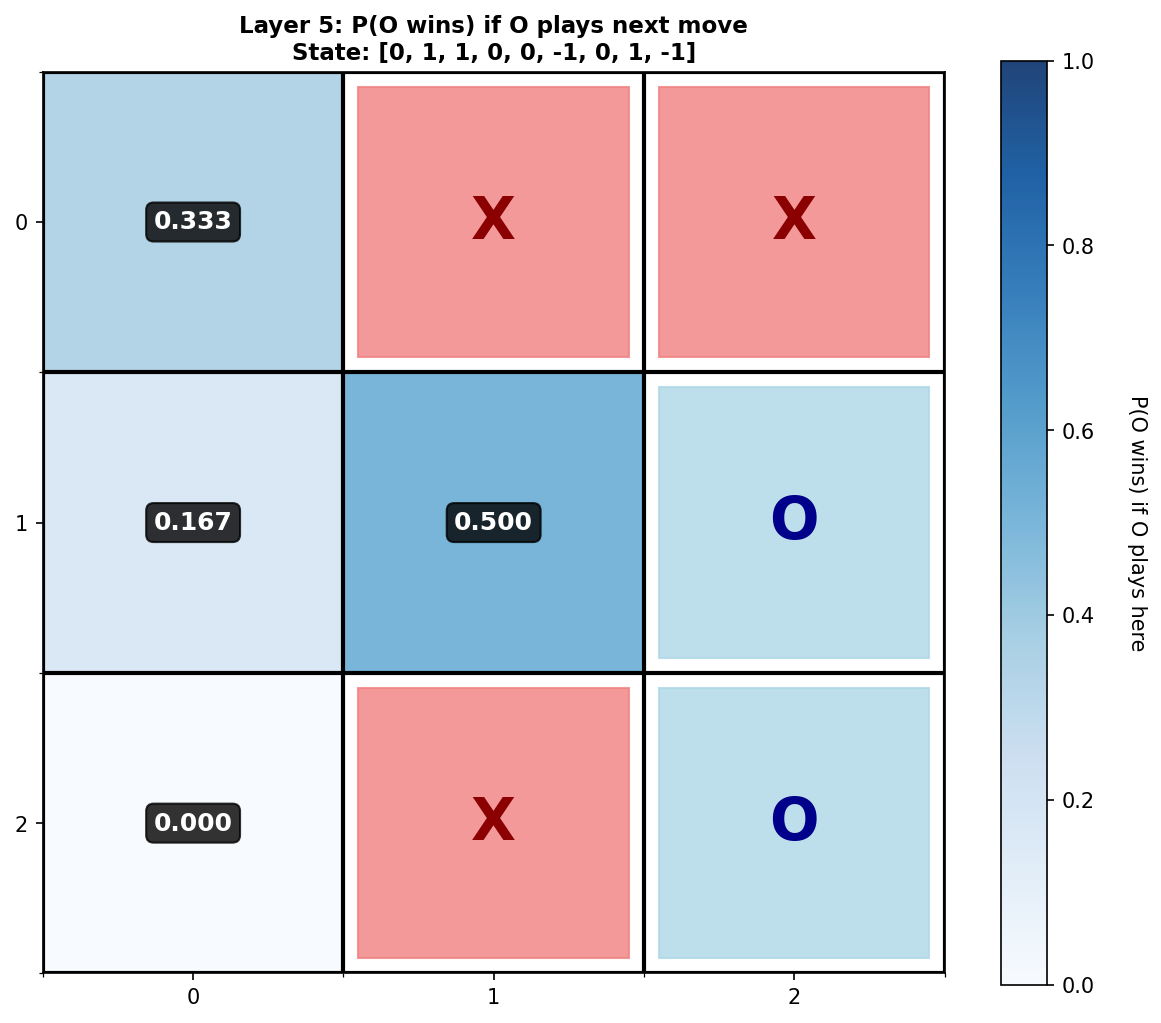 Layer 5: P(O wins) if O plays next move
State: [0, 1, 1, 0, 0, -1, 0, 1, -1]
0.333
X
X
0.167
0.500
O
0.000
X
O
0
1
2
0
1
2
1.0
0.8
0.6
0.4
0.2
0.0
P(O wins) if O plays here